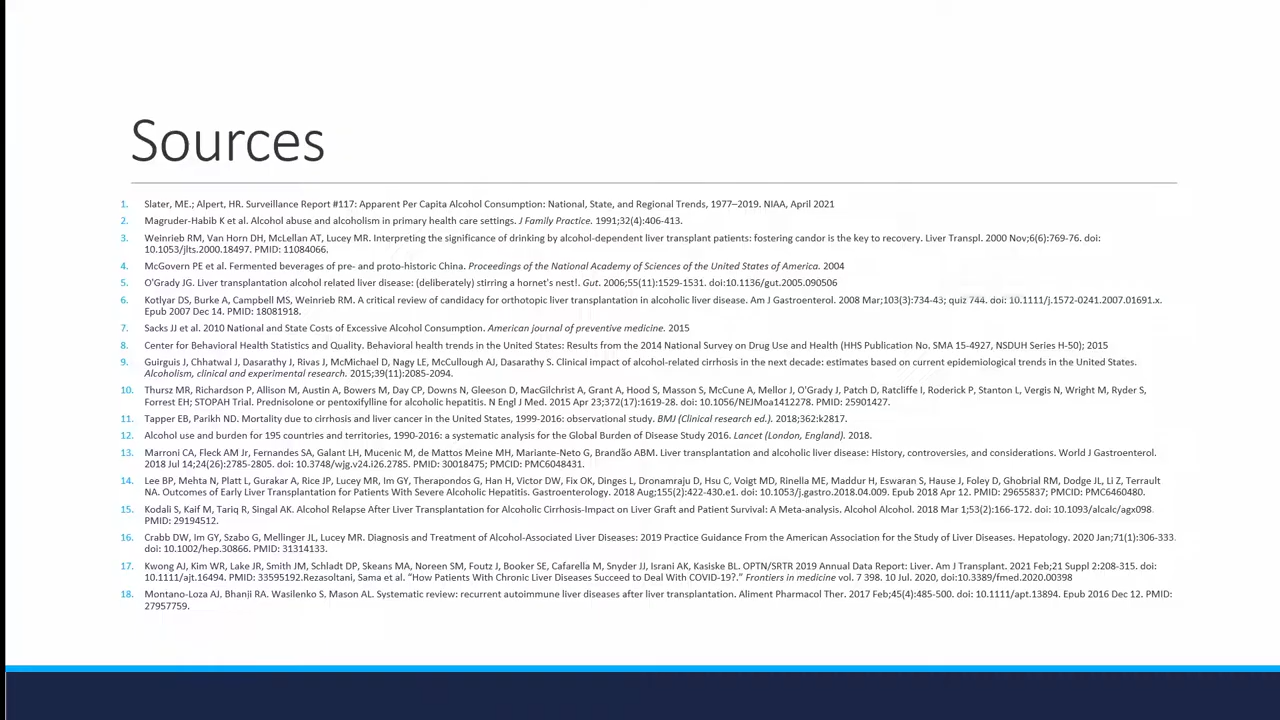 Sources
1. Slater, ME.; Alpert, HR. Surveillance Report #117: Apparent Per Capita Alcohol Consumption: National, State, and Regional Trends, 1977–2019. NIAA, April 2021
2. Magruder-Habib K et al. Alcohol abuse and alcoholism in primary health care settings. J Family Practice. 1991;32(4):406-413.
3. Weinrieb RM, Van Horn DH, McLellan AT, Lucey MR. Interpreting the significance of drinking by alcohol-dependent liver transplant patients: fostering candor is the key to recovery. Liver Transpl. 2000 Nov;6(6):769-76. doi:
10.1053/jlts.2000.18497. PMID: 11084066.
4. McGovern PE et al. Fermented beverages of pre- and proto-historic China. Proceedings of the National Academy of Sciences of the United States of America. 2004
5. O'Grady JG. Liver transplantation alcohol related liver disease: (deliberately) stirring a hornet's nest!. Gut. 2006;55(11):1529-1531. doi:10.1136/gut.2005.090506
6. Kotlyar DS, Burke A, Campbell MS, Weinrieb RM. A critical review of candidacy for orthotopic liver transplantation in alcoholic liver disease. Am J Gastroenterol. 2008 Mar;103(3):734-43; quiz 744. doi: 10.1111/j.1572-0241.2007.01691.x.
Epub 2007 Dec 14. PMID: 18081918.
7. Sacks JJ et al. 2010 National and State Costs of Excessive Alcohol Consumption. American journal of preventive medicine. 2015
8. Center for Behavioral Health Statistics and Quality. Behavioral health trends in the United States: Results from the 2014 National Survey on Drug Use and Health (HHS Publication No. SMA 15-4927, NSDUH Series H-50); 2015
9. Guirguis J, Chhatwal J, Dasarathy J, Rivas J, McMichael D, Nagy LE, McCullough AJ, Dasarathy S. Clinical impact of alcohol-related cirrhosis in the next decade: estimates based on current epidemiological trends in the United States.
Alcoholism, clinical and experimental research. 2015;39(11):2085-2094.
10. Thursz MR, Richardson P, Allison M, Austin A, Bowers M, Day CP, Downs N, Gleeson D, MacGilchrist A, Grant A, Hood S, Masson S, McCune A, Mellor J, O'Grady J, Patch D, Ratcliffe I, Roderick P, Stanton L, Vergis N, Wright M, Ryder S,
Forrest EH; STOPAH Trial. Prednisolone or pentoxifylline for alcoholic hepatitis. N Engl J Med. 2015 Apr 23;372(17):1619-28. doi: 10.1056/NEJMoa1412278. PMID: 25901427.
11. Tapper EB, Parikh ND. Mortality due to cirrhosis and liver cancer in the United States, 1999-2016: observational study. BMJ (Clinical research ed.). 2018;362:k2817.
12. Alcohol use and burden for 195 countries and territories, 1990-2016: a systematic analysis for the Global Burden of Disease Study 2016. Lancet (London, England). 2018.
13. Marroni CA, Fleck AM Jr, Fernandes SA, Galant LH, Mucenic M, de Mattos Meine MH, Mariante-Neto G, Brandão ABM. Liver transplantation and alcoholic liver disease: History, controversies, and considerations. World J Gastroenterol.
2018 Jul 14;24(26):2785-2805. doi: 10.3748/wjg.v24.i26.2785. PMID: 30018475; PMCID: PMC6048431.
14. Lee BP, Mehta N, Platt L, Gurakar A, Rice JP, Lucey MR, Im GY, Therapondos G, Han H, Victor DW, Fix OK, Dinges L, Dronamraju D, Hsu C, Voigt MD, Rinella ME, Maddur H, Eswaran S, Hause J, Foley D, Ghobrial RM, Dodge JL, Li Z, Terrault
NA. Outcomes of Early Liver Transplantation for Patients With Severe Alcoholic Hepatitis. Gastroenterology. 2018 Aug;155(2):422-430.e1. doi: 10.1053/j.gastro.2018.04.009. Epub 2018 Apr 12. PMID: 29655837; PMCID: PMC6460480.
15. Kodali S, Kaif M, Tariq R, Singal AK. Alcohol Relapse After Liver Transplantation for Alcoholic Cirrhosis-Impact on Liver Graft and Patient Survival: A Meta-analysis. Alcohol Alcohol. 2018 Mar 1;53(2):166-172. doi: 10.1093/alcalc/agx098.
PMID: 29194512.
16. Crabb DW, Im GY, Szabo G, Mellinger JL, Lucey MR. Diagnosis and Treatment of Alcohol-Associated Liver Diseases: 2019 Practice Guidance From the American Association for the Study of Liver Diseases. Hepatology. 2020 Jan;71(1):306-333.
doi: 10.1002/hep.30866. PMID: 31314133.
17. Kwong AJ, Kim WR, Lake JR, Smith JM, Schladt DP, Skeans MA, Noreen SM, Foutz J, Booker SE, Cafarella M, Snyder JJ, Israni AK, Kasiske BL. OPTN/SRTR 2019 Annual Data Report: Liver. Am J Transplant. 2021 Feb;21 Suppl 2:208-315. doi:
10.1111/ajt.16494. PMID: 33595192.Rezasoltani, Sama et al. “How Patients With Chronic Liver Diseases Succeed to Deal With COVID-19?.” Frontiers in medicine vol. 7 398. 10 Jul. 2020, doi:10.3389/fmed.2020.00398
18. Montano-Loza AJ, Bhanji RA. Wasilenko S, Mason AL. Systematic review: recurrent autoimmune liver diseases after liver transplantation. Aliment Pharmacol Ther. 2017 Feb;45(4):485-500. doi: 10.1111/apt.13894. Epub 2016 Dec 12. PMID:
27957759.